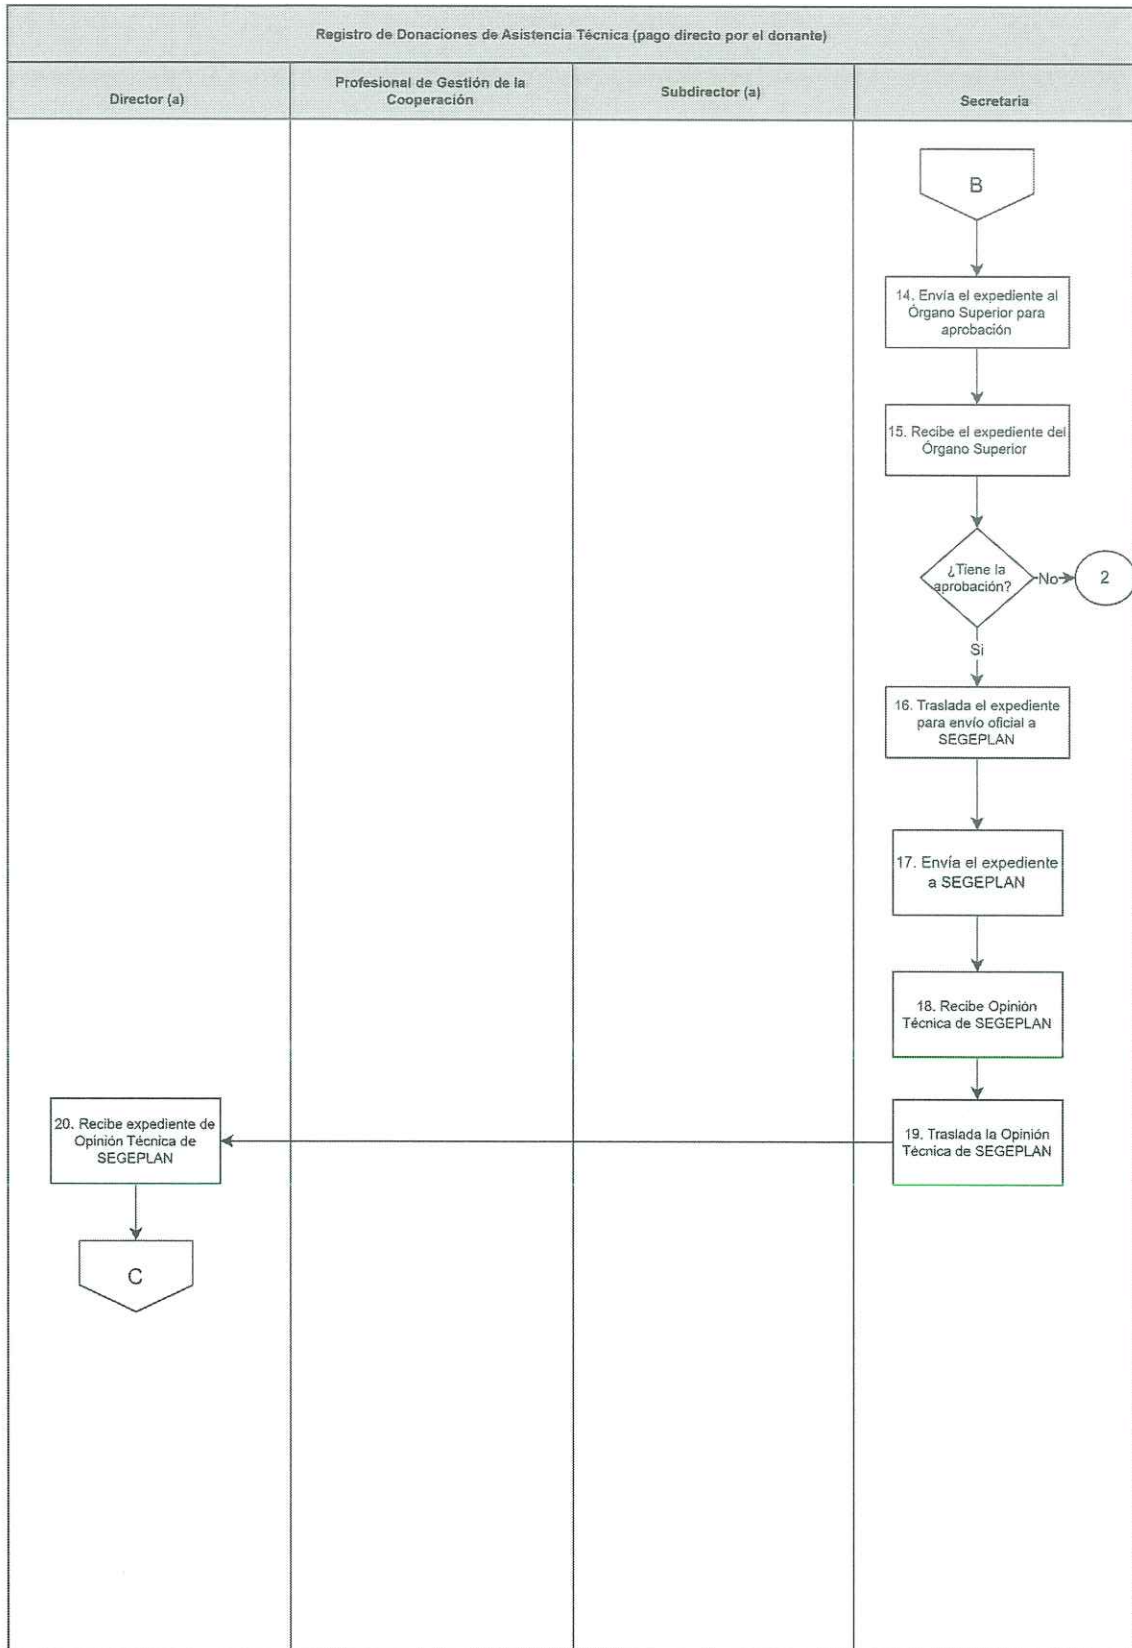 Registro de Donaciones de Asistencia Técnica (pago directo por el donante)
Director (a)
Profesional de Gestión de la
Cooperación
Subdirector (a)
Secretaria
B
14. Envía el expediente al
Órgano Superior para
aprobación
15. Recibe el expediente del
Órgano Superior
¿Tiene la
aprobación?
No
2
Si
16. Traslada el expediente
para envío oficial a
SEGEPLAN
17. Envía el expediente
a SEGEPLAN
18. Recibe Opinión
Técnica de SEGEPLAN
19. Traslada la Opinión
Técnica de SEGEPLAN
20. Recibe expediente de
Opinión Técnica de
SEGEPLAN
C